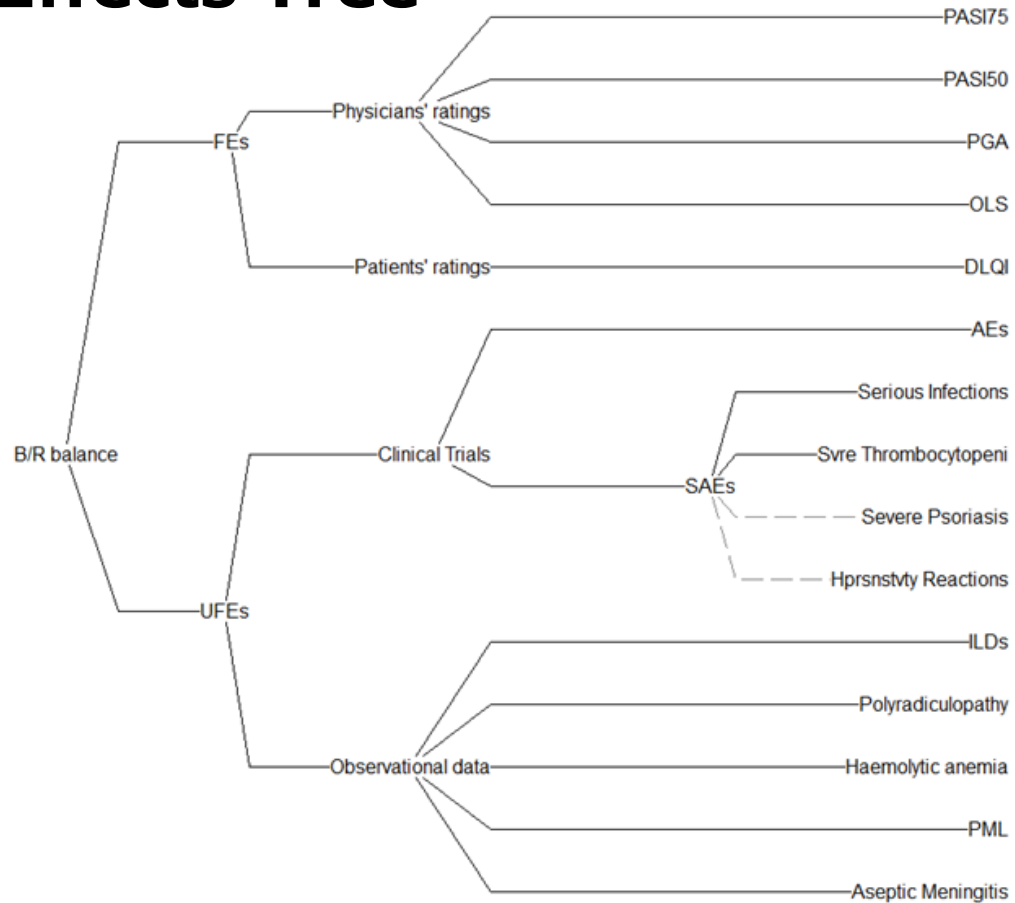 Effects Tree
PASI75
PASI50
Physicians' ratings
FEs
PGA
OLS
Patients' ratings
DLQI
AEs
Serious Infections
B/R balance
Clinical Trials
Svre Thrombocytopeni
SAEs
Severe Psoriasis
Hprsnstvty Reactions
UFEs
ILDs
Polyradiculopathy
Observational data
Haemolytic anemia
PML
Aseptic Meningitis